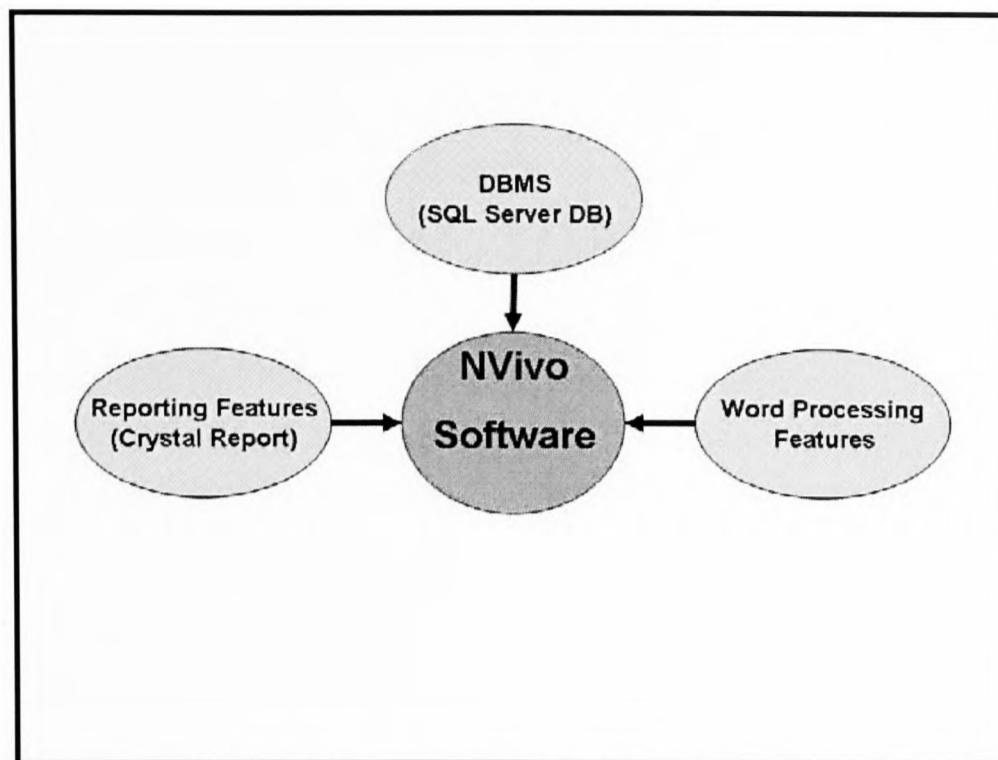 DBMS
(SQL Server DB)
NVivo
Software
Reporting Features
(Crystal Report)
Word Processing
Features